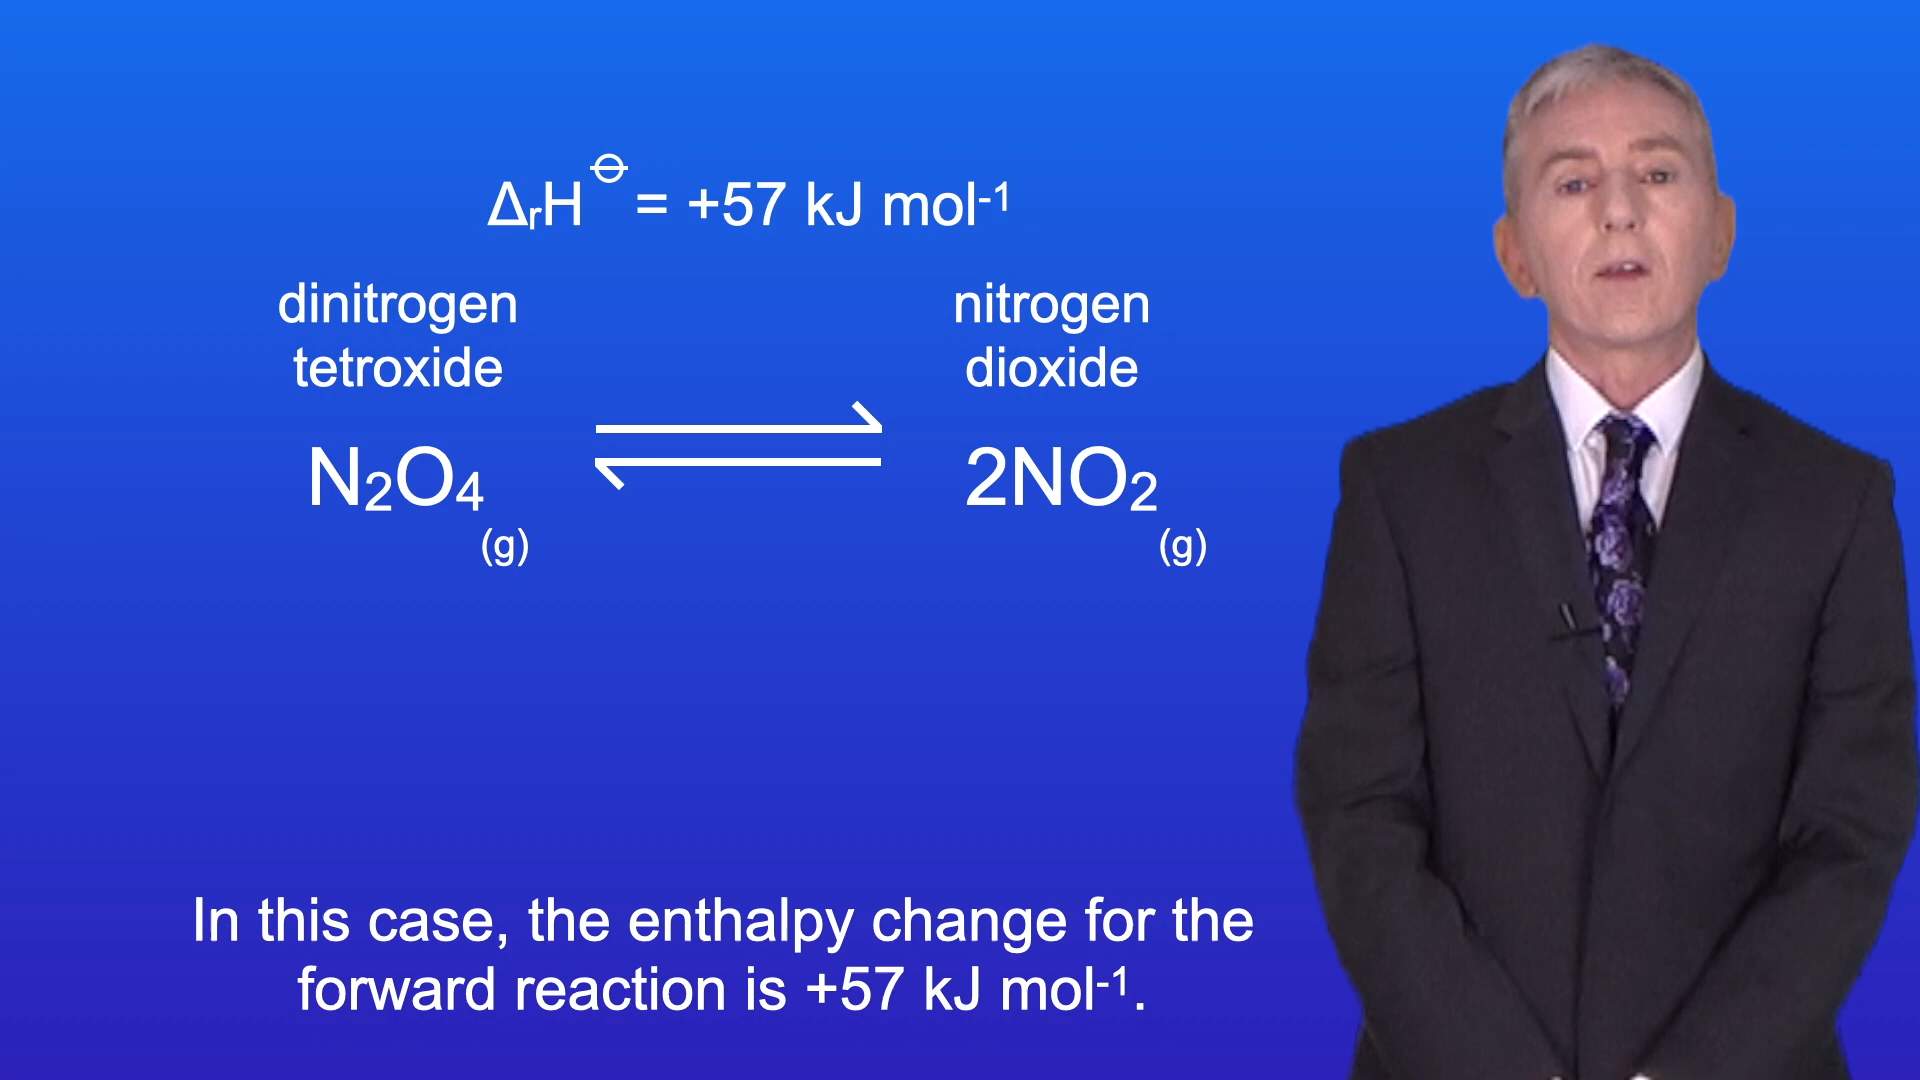 ΔᵣH⦵ = +57 kJ mol⁻¹
dinitrogen
tetroxide
nitrogen
dioxide
N₂O₄(g) ⇌ 2NO₂(g)
In this case, the enthalpy change for the
forward reaction is +57 kJ mol⁻¹.